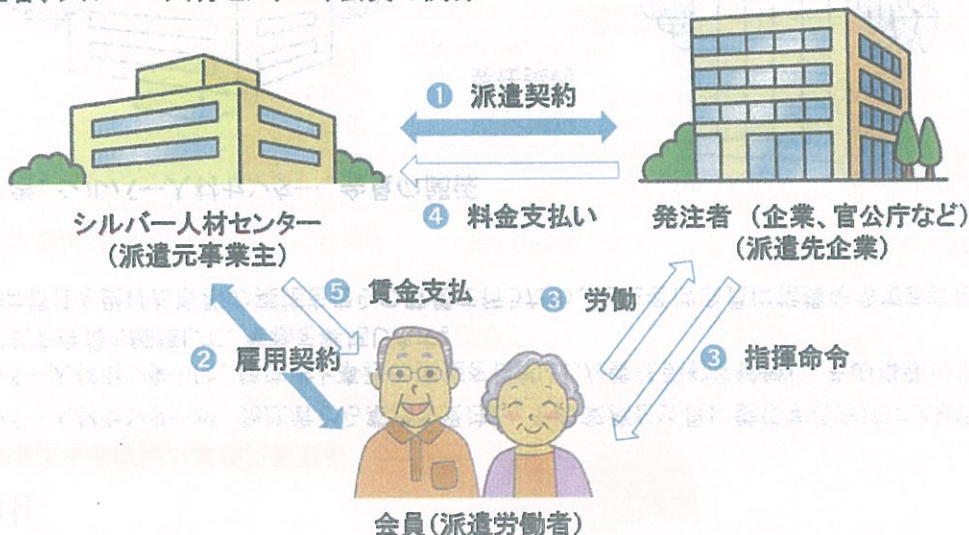 ❶ 派遣契約
❹ 料金支払い
シルバー人材センター
(派遣元事業主)
発注者 (企業、官公庁など)
(派遣先企業)
❺ 賃金支払
❸ 労働
❷ 雇用契約
❸ 指揮命令
会員(派遣労働者)